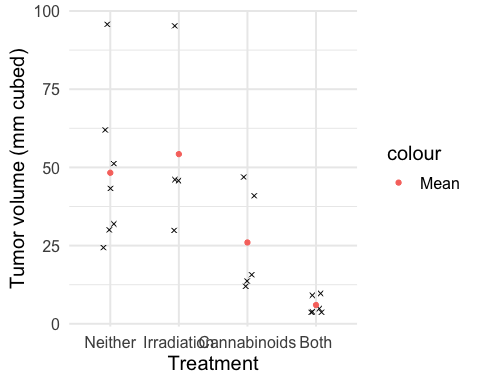 100
75
50
25
0
Tumor volume (mm cubed)
Neither Irradiation Cannabinoids Both
Treatment
colour
Mean